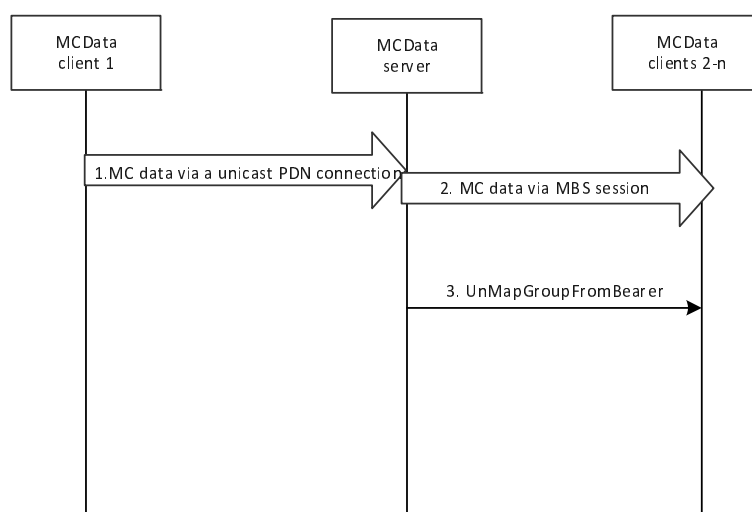 MCData
client 1
MCData
server
MCData
clients 2-n
1.MC data via a unicast PDN connection
2. MC data via MBS session
3. UnMapGroupFromBearer